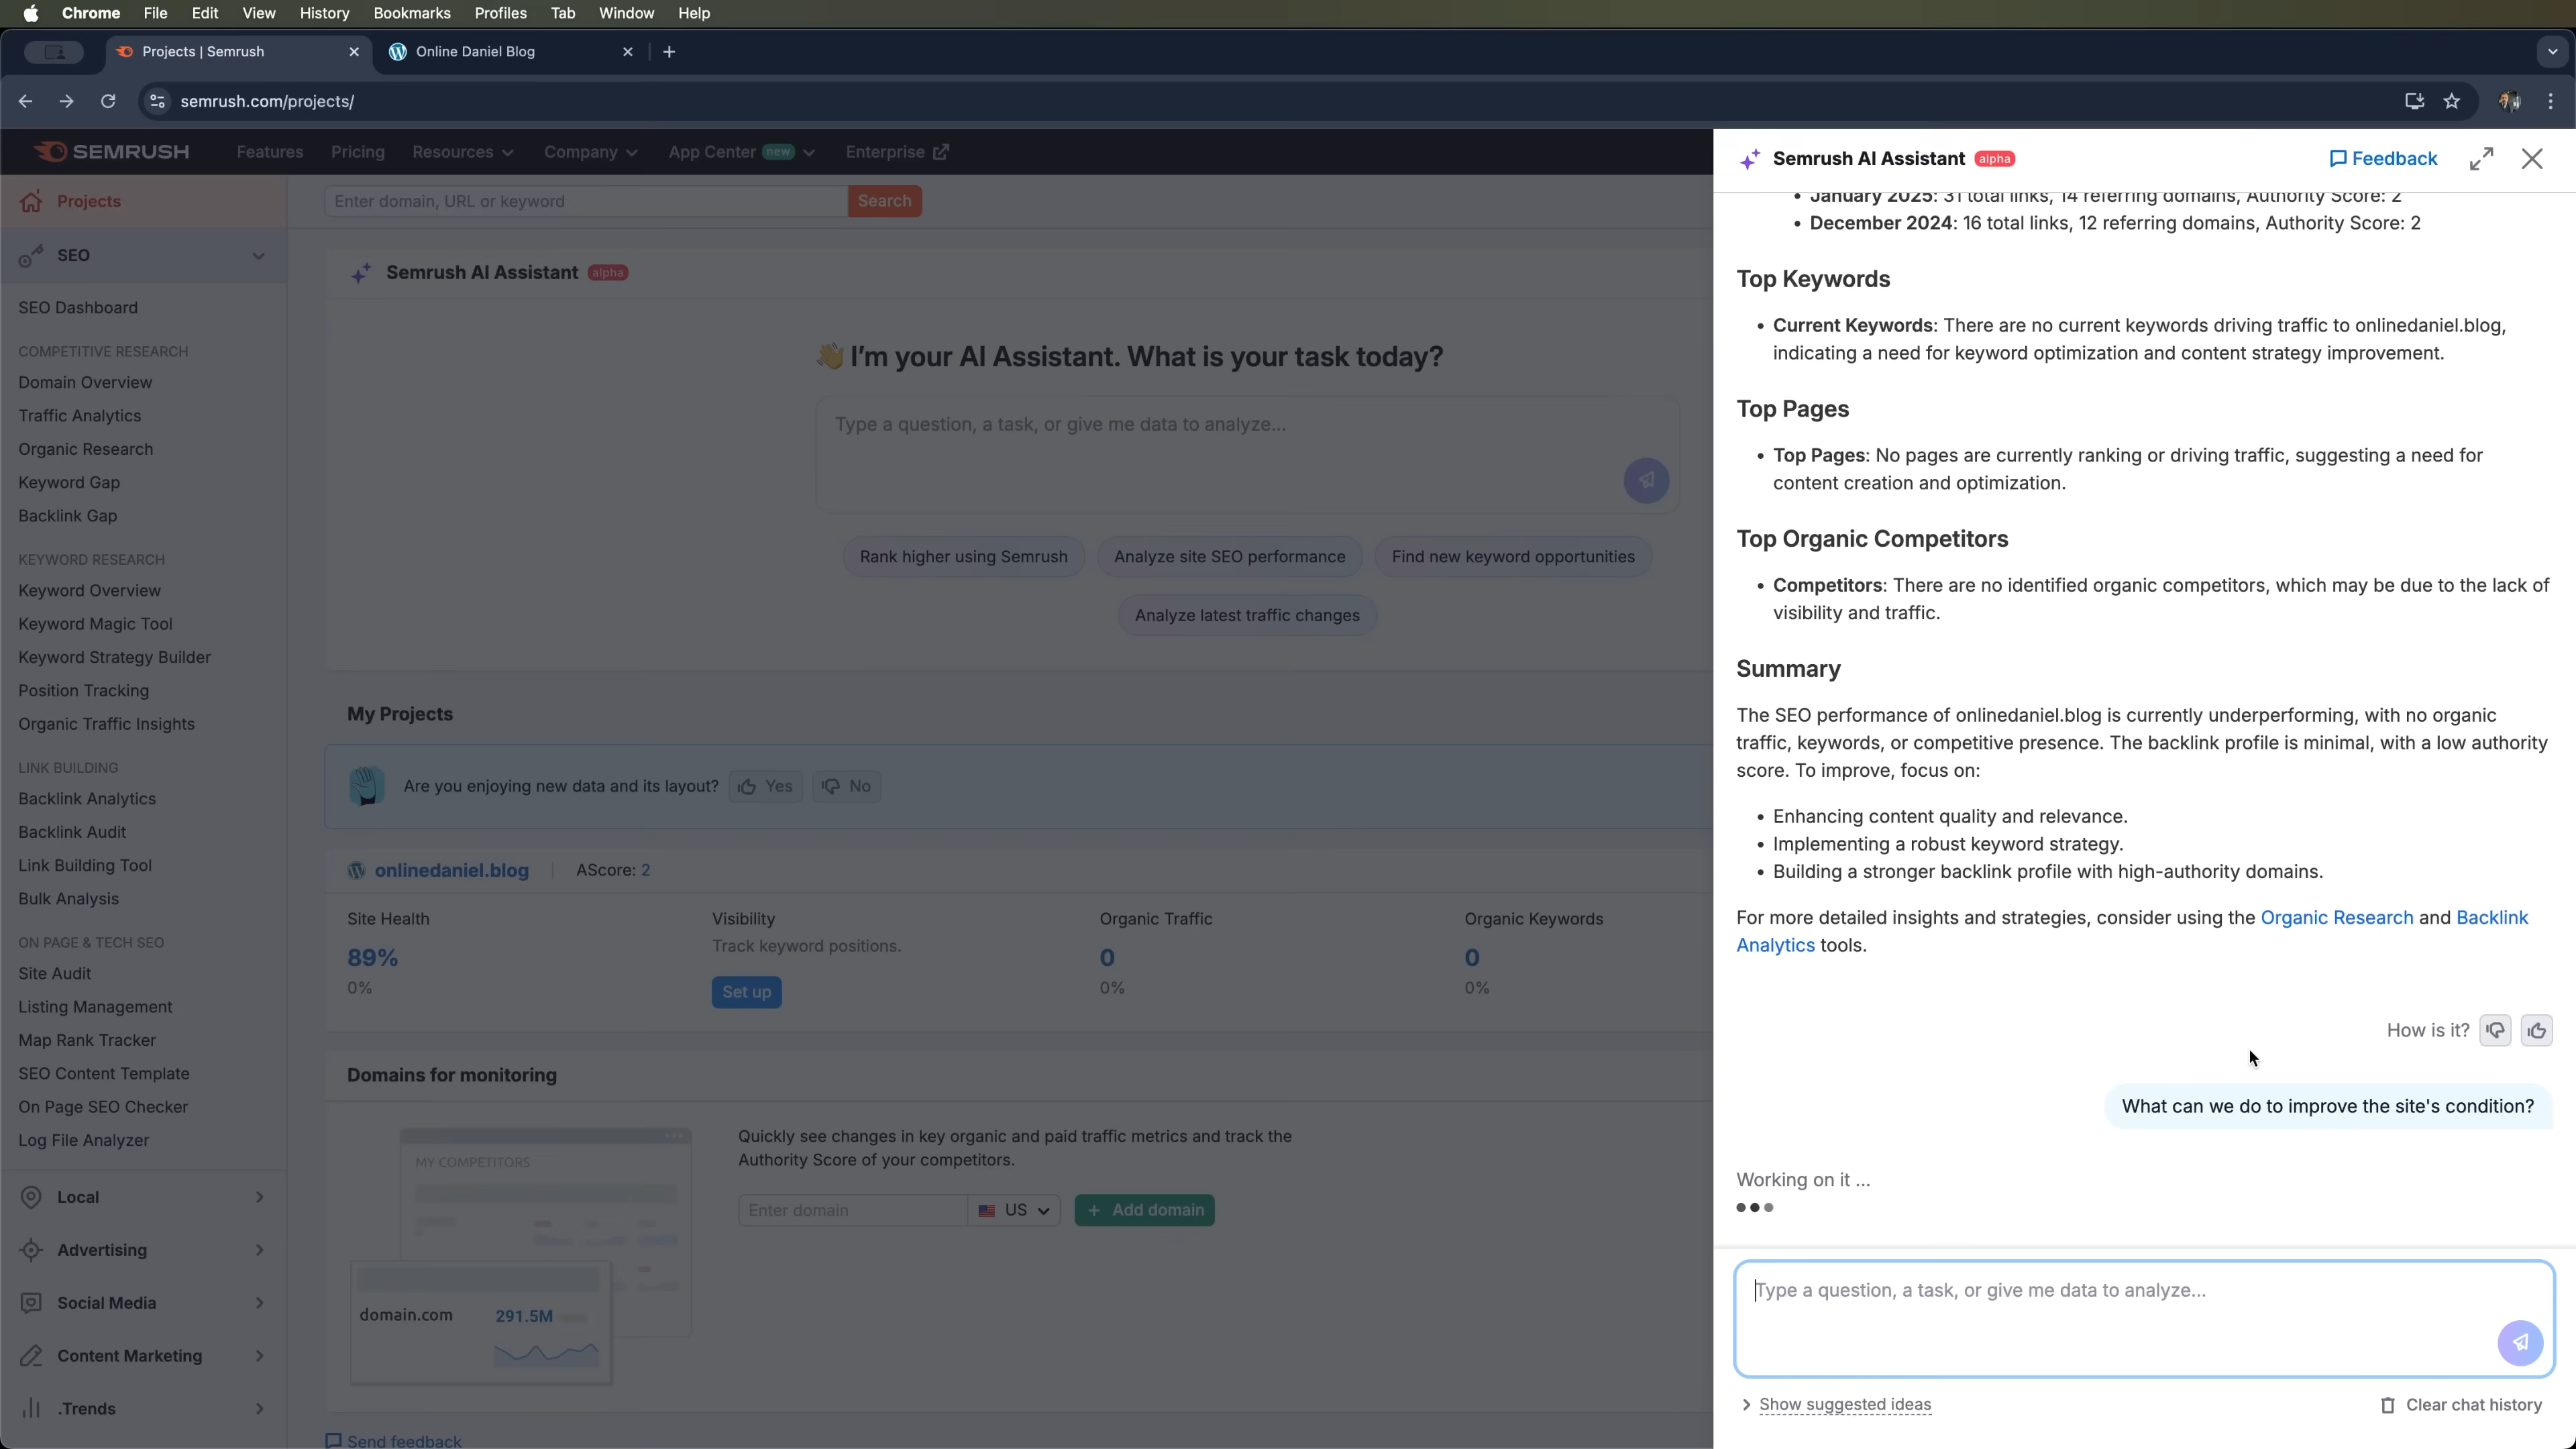 Chrome File Edit View History Bookmarks Profiles Tab Window Help
Projects | Semrush
Online Daniel Blog
semrush.com/projects/
SEMRUSH
Features Pricing Resources Company App Center new Enterprise
Projects
SEO
SEO Dashboard
COMPETITIVE RESEARCH
Domain Overview
Traffic Analytics
Organic Research
Keyword Gap
Backlink Gap
KEYWORD RESEARCH
Keyword Overview
Keyword Magic Tool
Keyword Strategy Builder
Position Tracking
Organic Traffic Insights
LINK BUILDING
Backlink Analytics
Backlink Audit
Link Building Tool
Bulk Analysis
ON PAGE & TECH SEO
Site Audit
Listing Management
Map Rank Tracker
SEO Content Template
On Page SEO Checker
Log File Analyzer
Local
Advertising
Social Media
Content Marketing
.Trends
Enter domain, URL or keyword
Search
Semrush AI Assistant alpha
👋 I’m your AI Assistant. What is your task today?
Type a question, a task, or give me data to analyze...
Rank higher using Semrush
Analyze site SEO performance
Find new keyword opportunities
Analyze latest traffic changes
My Projects
Are you enjoying new data and its layout? Yes No
onlinedaniel.blog AScore: 2
Site Health
89%
0%
Visibility
Track keyword positions.
Set up
Organic Traffic
0
0%
Organic Keywords
0
0%
Domains for monitoring
MY COMPETITORS
domain.com 291.5M
Quickly see changes in key organic and paid traffic metrics and track the
Authority Score of your competitors.
Enter domain
US
+ Add domain
Send feedback
Semrush AI Assistant alpha
Feedback
• January 2025: 31 total links, 14 referring domains, Authority Score: 2
• December 2024: 16 total links, 12 referring domains, Authority Score: 2
Top Keywords
• Current Keywords: There are no current keywords driving traffic to onlinedaniel.blog,
indicating a need for keyword optimization and content strategy improvement.
Top Pages
• Top Pages: No pages are currently ranking or driving traffic, suggesting a need for
content creation and optimization.
Top Organic Competitors
• Competitors: There are no identified organic competitors, which may be due to the lack of
visibility and traffic.
Summary
The SEO performance of onlinedaniel.blog is currently underperforming, with no organic
traffic, keywords, or competitive presence. The backlink profile is minimal, with a low authority
score. To improve, focus on:
• Enhancing content quality and relevance.
• Implementing a robust keyword strategy.
• Building a stronger backlink profile with high-authority domains.
For more detailed insights and strategies, consider using the Organic Research and Backlink
Analytics tools.
How is it?
What can we do to improve the site's condition?
Working on it ...
Type a question, a task, or give me data to analyze...
Show suggested ideas
Clear chat history